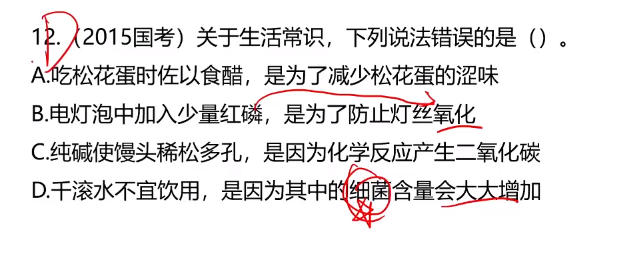 12.（2015国考）关于生活常识，下列说法错误的是（）。
A.吃松花蛋时佐以食醋，是为了减少松花蛋的涩味
B.电灯泡中加入少量红磷，是为了防止灯丝氧化
C.纯碱使馒头稀松多孔，是因为化学反应产生二氧化碳
D.千滚水不宜饮用，是因为其中的细菌含量会大大增加